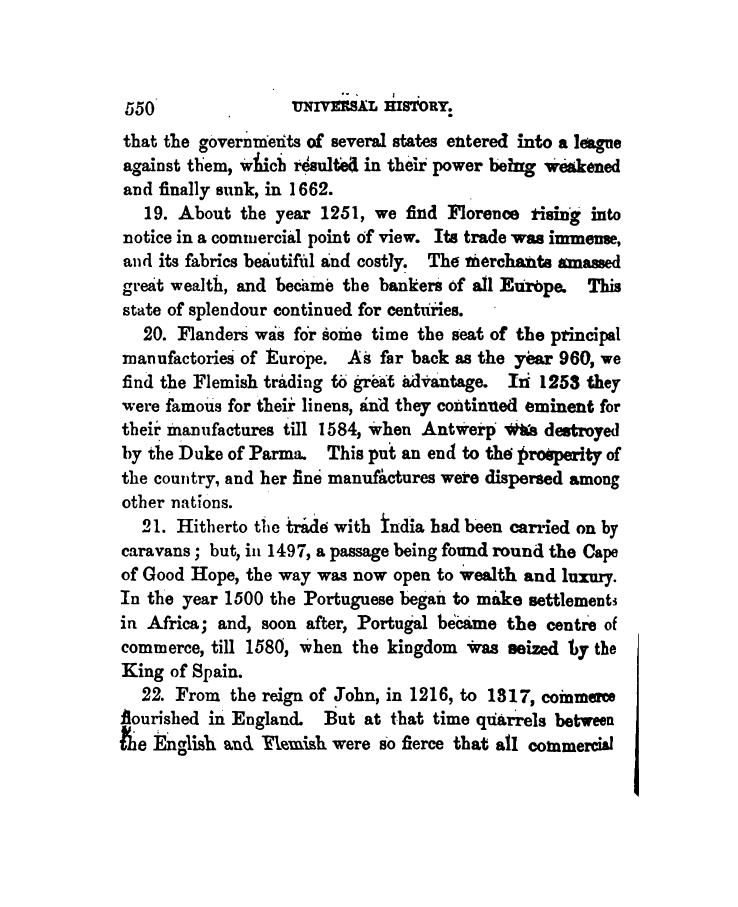 550 UNIVERSAL HISTORY.
that the governments of several states entered into a league
against them, which resulted in their power being weakened
and finally sunk, in 1662.
19. About the year 1251, we find Florence rising into
notice in a commercial point of view. Its trade was immense,
and its fabrics beautiful and costly. The merchants amassed
great wealth, and became the bankers of all Europe. This
state of splendour continued for centuries.
20. Flanders was for some time the seat of the principal
manufactories of Europe. As far back as the year 960, we
find the Flemish trading to great advantage. In 1253 they
were famous for their linens, and they continued eminent for
their manufactures till 1584, when Antwerp was destroyed
by the Duke of Parma. This put an end to the prosperity of
the country, and her fine manufactures were dispersed among
other nations.
21. Hitherto the trade with India had been carried on by
caravans; but, in 1497, a passage being found round the Cape
of Good Hope, the way was now open to wealth and luxury.
In the year 1500 the Portuguese began to make settlements
in Africa; and, soon after, Portugal became the centre of
commerce, till 1580, when the kingdom was seized by the
King of Spain.
22. From the reign of John, in 1216, to 1317, commerce
flourished in England. But at that time quarrels between
the English and Flemish were so fierce that all commercial